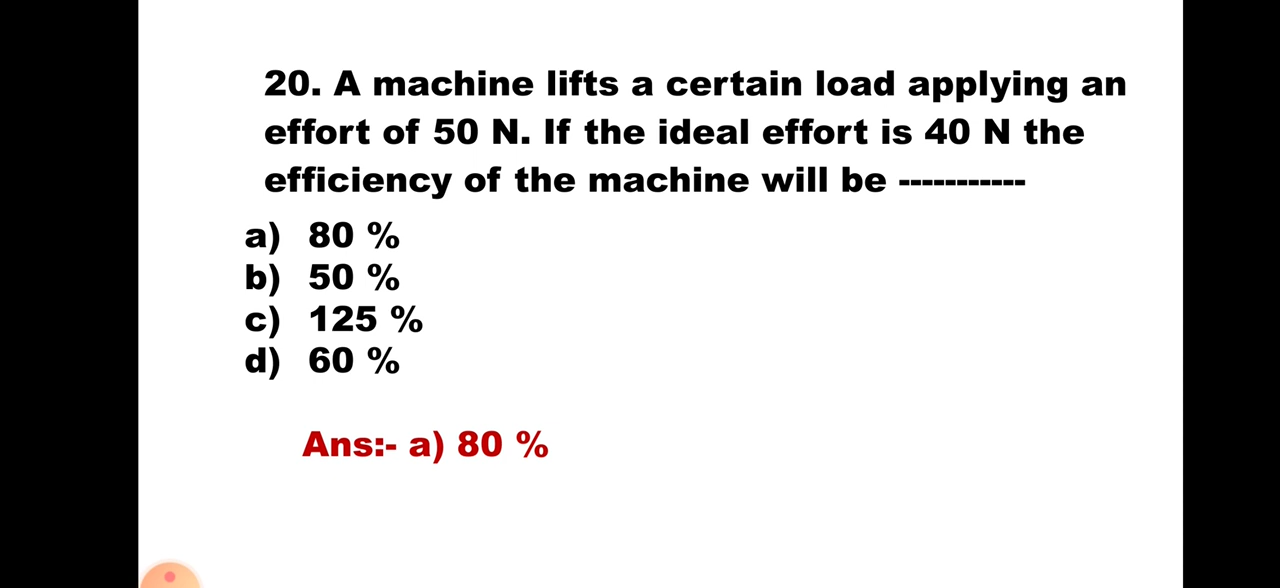 20. A machine lifts a certain load applying an
effort of 50 N. If the ideal effort is 40 N the
efficiency of the machine will be -----------
a) 80 %
b) 50 %
c) 125 %
d) 60 %
Ans:- a) 80 %